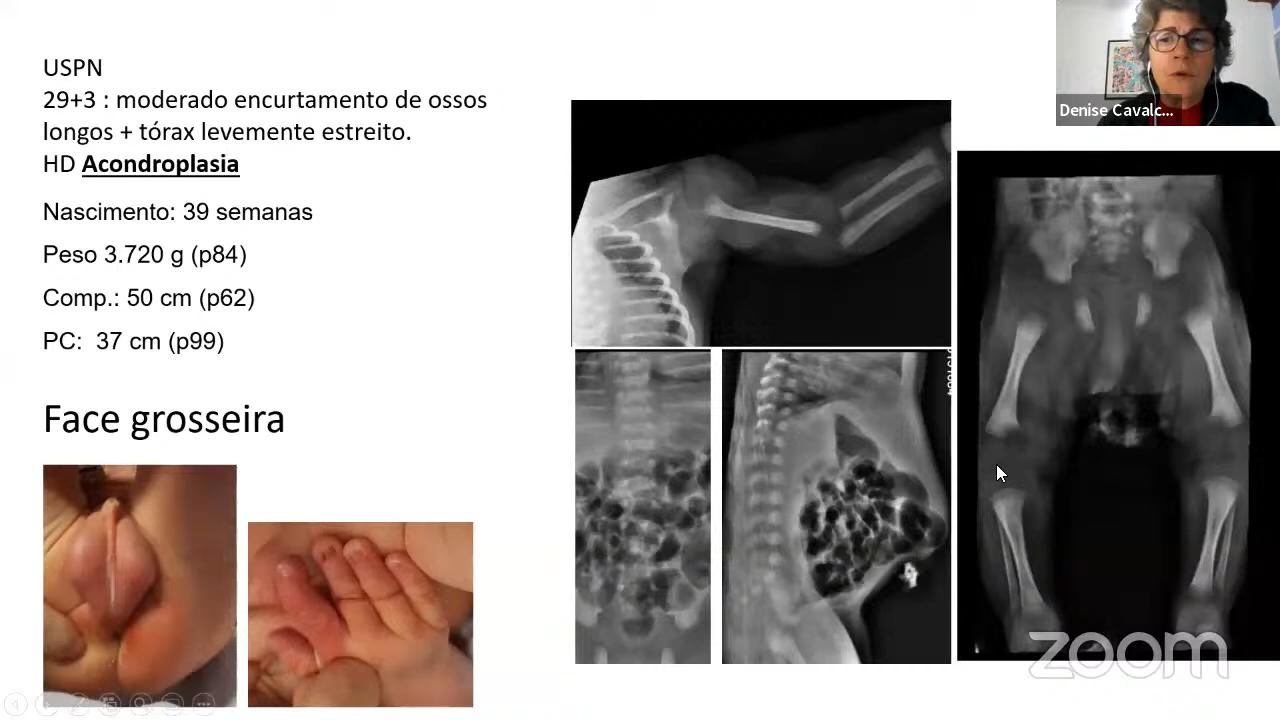 USPN
29+3 : moderado encurtamento de ossos
longos + tórax levemente estreito.
HD Acondroplasia
Nascimento: 39 semanas
Peso 3.720 g (p84)
Comp.: 50 cm (p62)
PC: 37 cm (p99)
Face grosseira
Denise Cavalc...
zoom